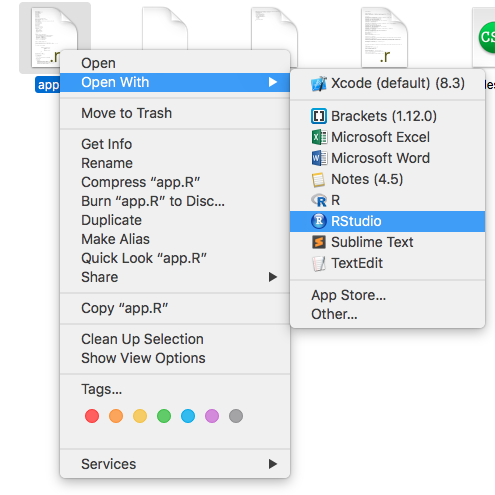 .r
.r
CS
app
les
Open
Open With
Move to Trash
Get Info
Rename
Compress “app.R”
Burn “app.R” to Disc...
Duplicate
Make Alias
Quick Look “app.R”
Share
Copy “app.R”
Clean Up Selection
Show View Options
Tags...
Services
Xcode (default) (8.3)
Brackets (1.12.0)
Microsoft Excel
Microsoft Word
Notes (4.5)
R
RStudio
Sublime Text
TextEdit
App Store...
Other...